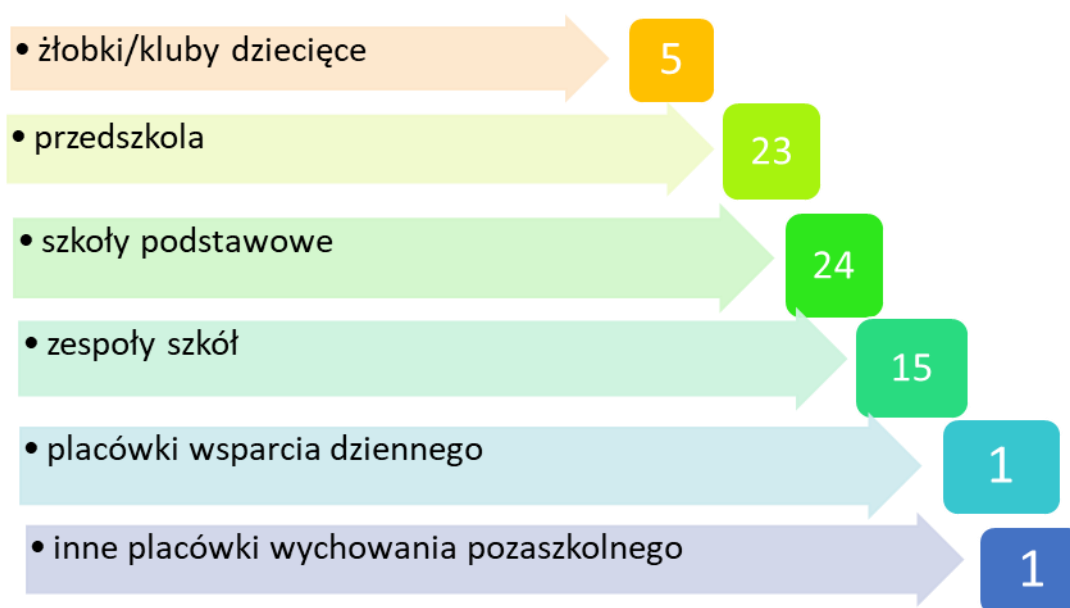 • żłobki/kluby dziecięce 5
• przedszkola 23
• szkoły podstawowe 24
• zespoły szkół 15
• placówki wsparcia dziennego 1
• inne placówki wychowania pozaszkolnego 1